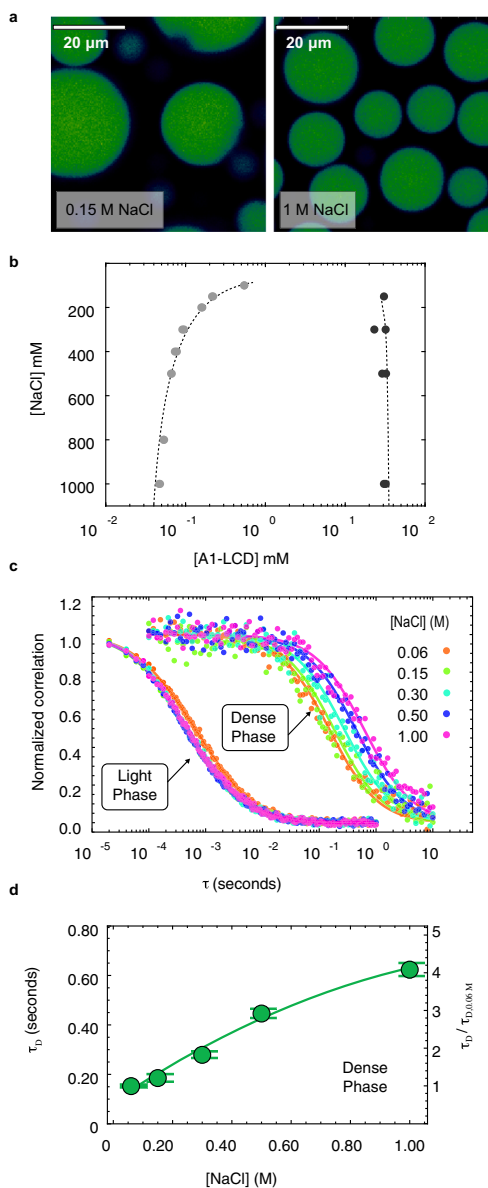 a
20 μm
20 μm
0.15 M NaCl
1 M NaCl
b
[NaCl] mM
200
400
600
800
1000
10^-2
10^-1
10^0
10^1
10^2
[A1-LCD] mM
c
Normalized correlation
1.2
1.0
0.8
0.6
0.4
0.2
0.0
[NaCl] (M)
0.06
0.15
0.30
0.50
1.00
Dense
Phase
Light
Phase
10^-5
10^-4
10^-3
10^-2
10^-1
10^0
10
τ (seconds)
d
τ_D (seconds)
0.80
0.60
0.40
0.20
0
5
4
3
2
1
τ_D / τ_D,0.06 M
Dense
Phase
0
0.20
0.40
0.60
0.80
1.00
[NaCl] (M)